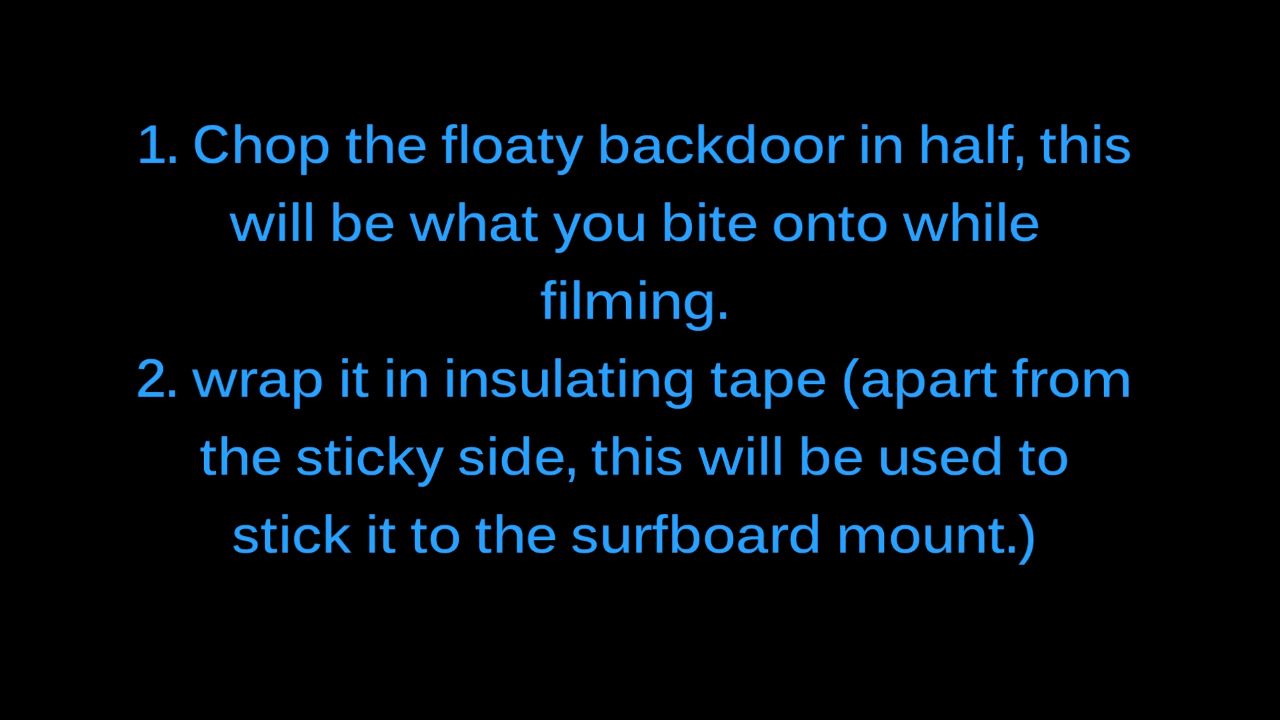 1. Chop the floaty backdoor in half, this
will be what you bite onto while
filming.
2. wrap it in insulating tape (apart from
the sticky side, this will be used to
stick it to the surfboard mount.)